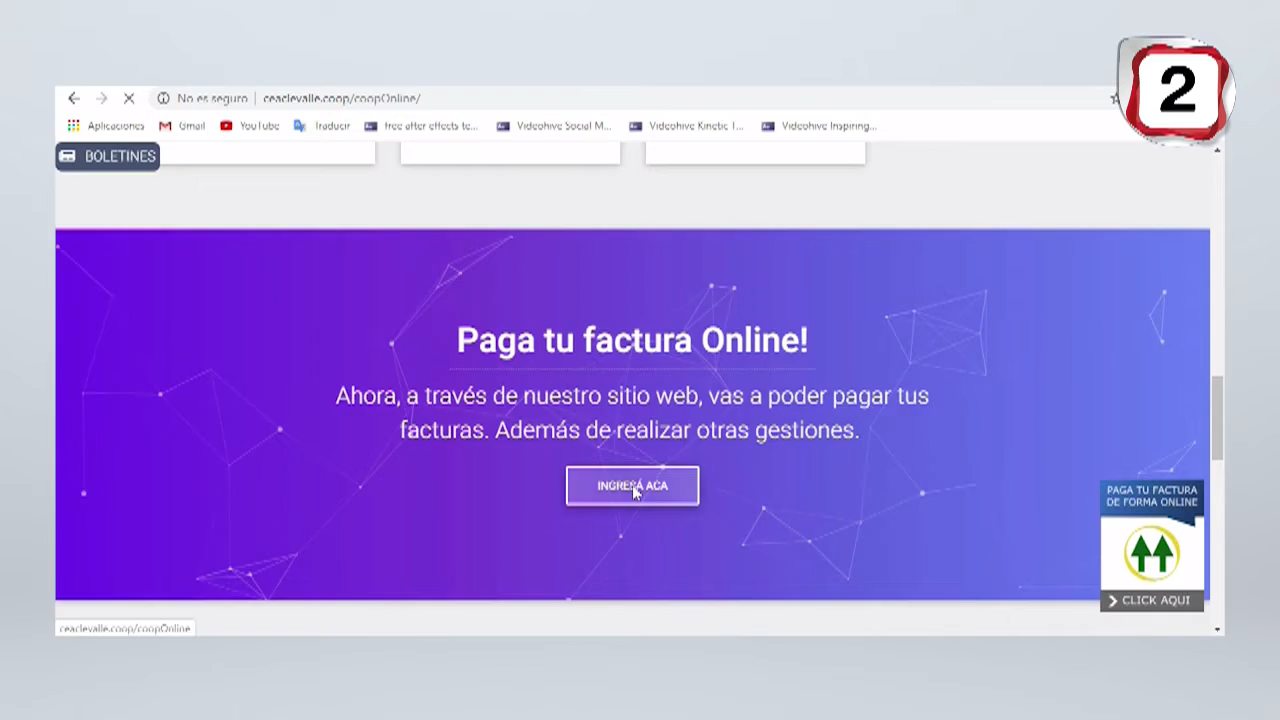 2
No es seguro | ceaclevalle.coop/coopOnline/
Aplicaciones Gmail YouTube Traducir free after effects te... Videohive Social M... Videohive Kinetic T... Videohive Inspiring...
BOLETINES
Paga tu factura Online!
Ahora, a través de nuestro sitio web, vas a poder pagar tus
facturas. Además de realizar otras gestiones.
INGRESÁ ACA
PAGA TU FACTURA
DE FORMA ONLINE
CLICK AQUI
ceaclevalle.coop/coopOnline